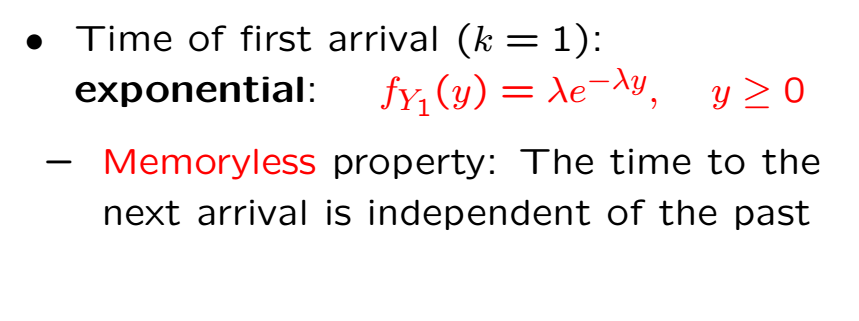 • Time of first arrival (k = 1):
exponential: f_{Y_1}(y) = λe^{−λy}, y ≥ 0
– Memoryless property: The time to the
next arrival is independent of the past